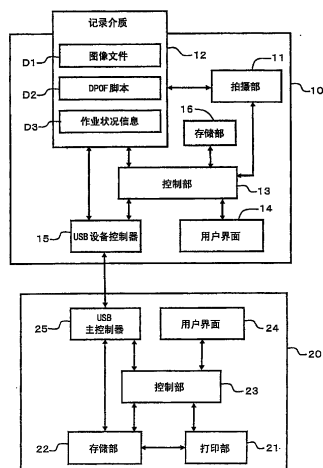 记录介质
12
D1
图像文件
D2
DPOF脚本
D3
作业状况信息
11
拍摄部
10
16
存储部
控制部
13
14
15
USB设备控制器
用户界面
USB
主控制器
25
用户界面
24
20
控制部
23
22
存储部
打印部
21